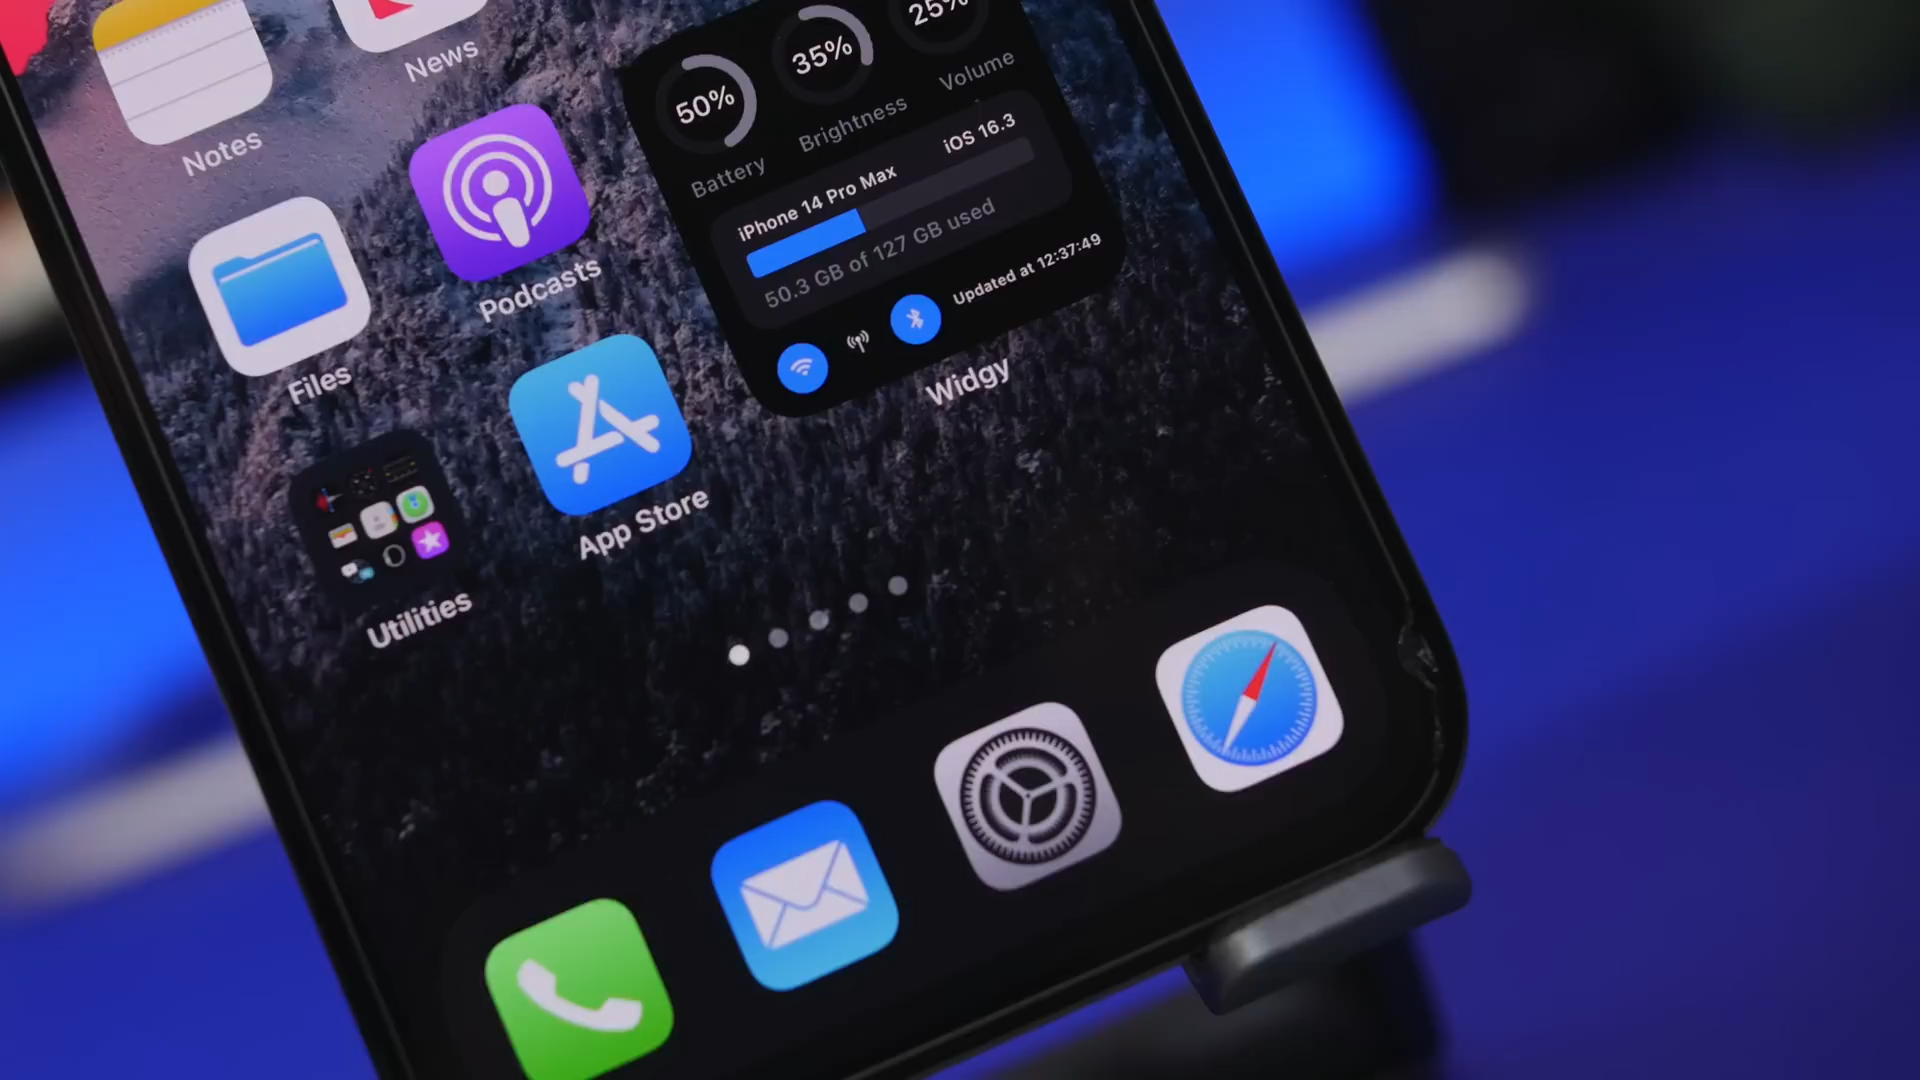 Notes
News
Files
Podcasts
Utilities
App Store
50%
35%
25%
Battery
Brightness
Volume
iPhone 14 Pro Max
iOS 16.3
50.3 GB of 127 GB used
Updated at 12:37:49
Widgy